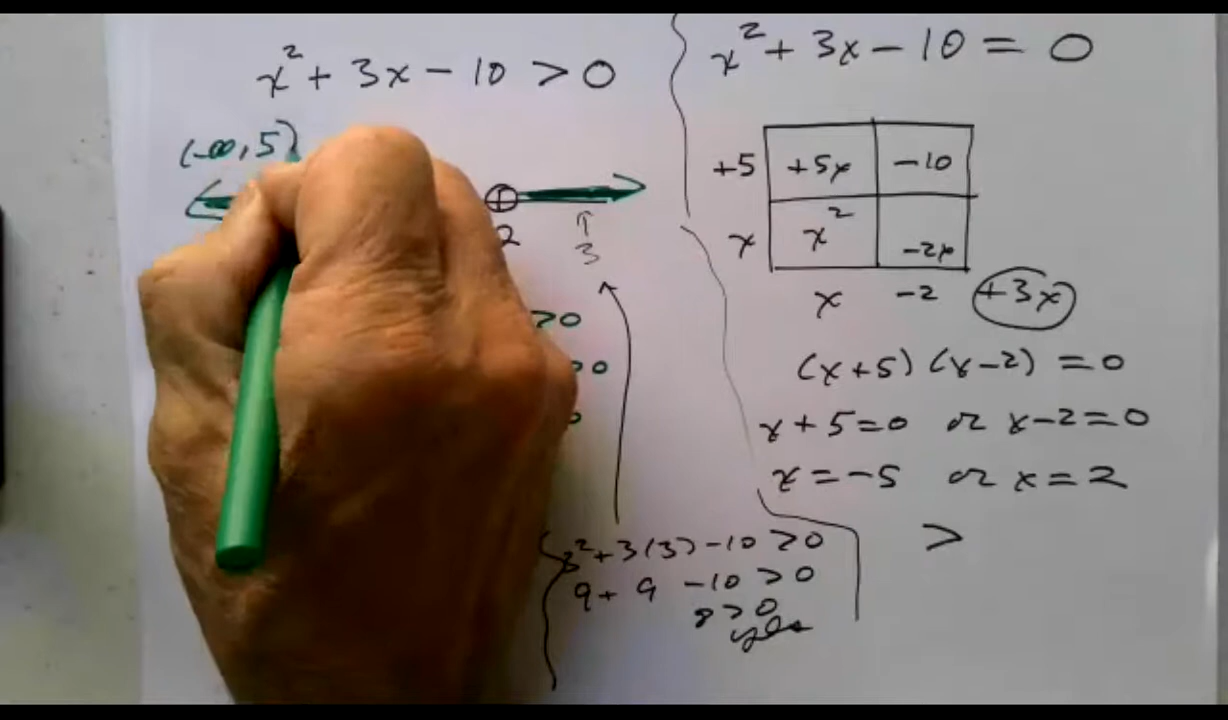 x² + 3x - 10 > 0
(-∞, 5)
2
3
>0
>0
3² + 3(3) - 10 > 0
9 + 9 - 10 > 0
8 > 0
yes
x² + 3x - 10 = 0
+5 +5x -10
x x² -2x
x -2 +3x
(x+5)(x-2) = 0
x+5=0 or x-2=0
x=-5 or x=2
>